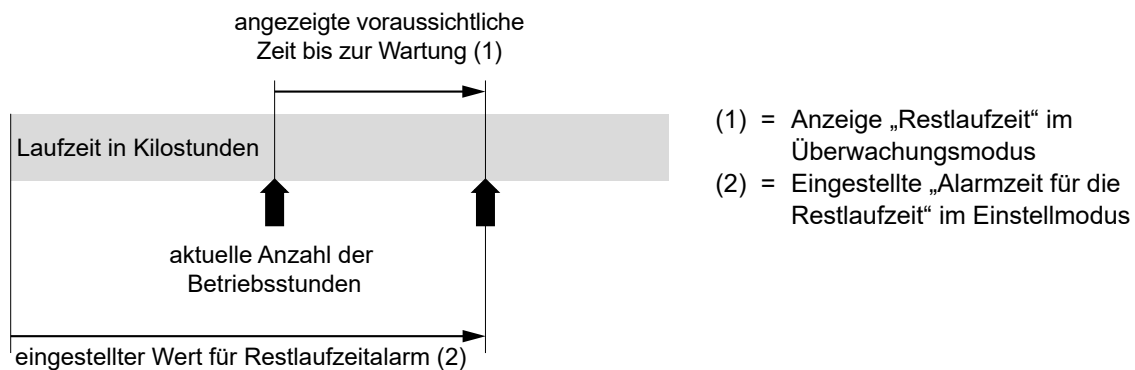 angezeigte voraussichtliche
Zeit bis zur Wartung (1)
Laufzeit in Kilostunden
aktuelle Anzahl der
Betriebsstunden
eingestellter Wert für Restlaufzeitalarm (2)
(1) = Anzeige „Restlaufzeit“ im
Überwachungsmodus
(2) = Eingestellte „Alarmzeit für die
Restlaufzeit“ im Einstellmodus